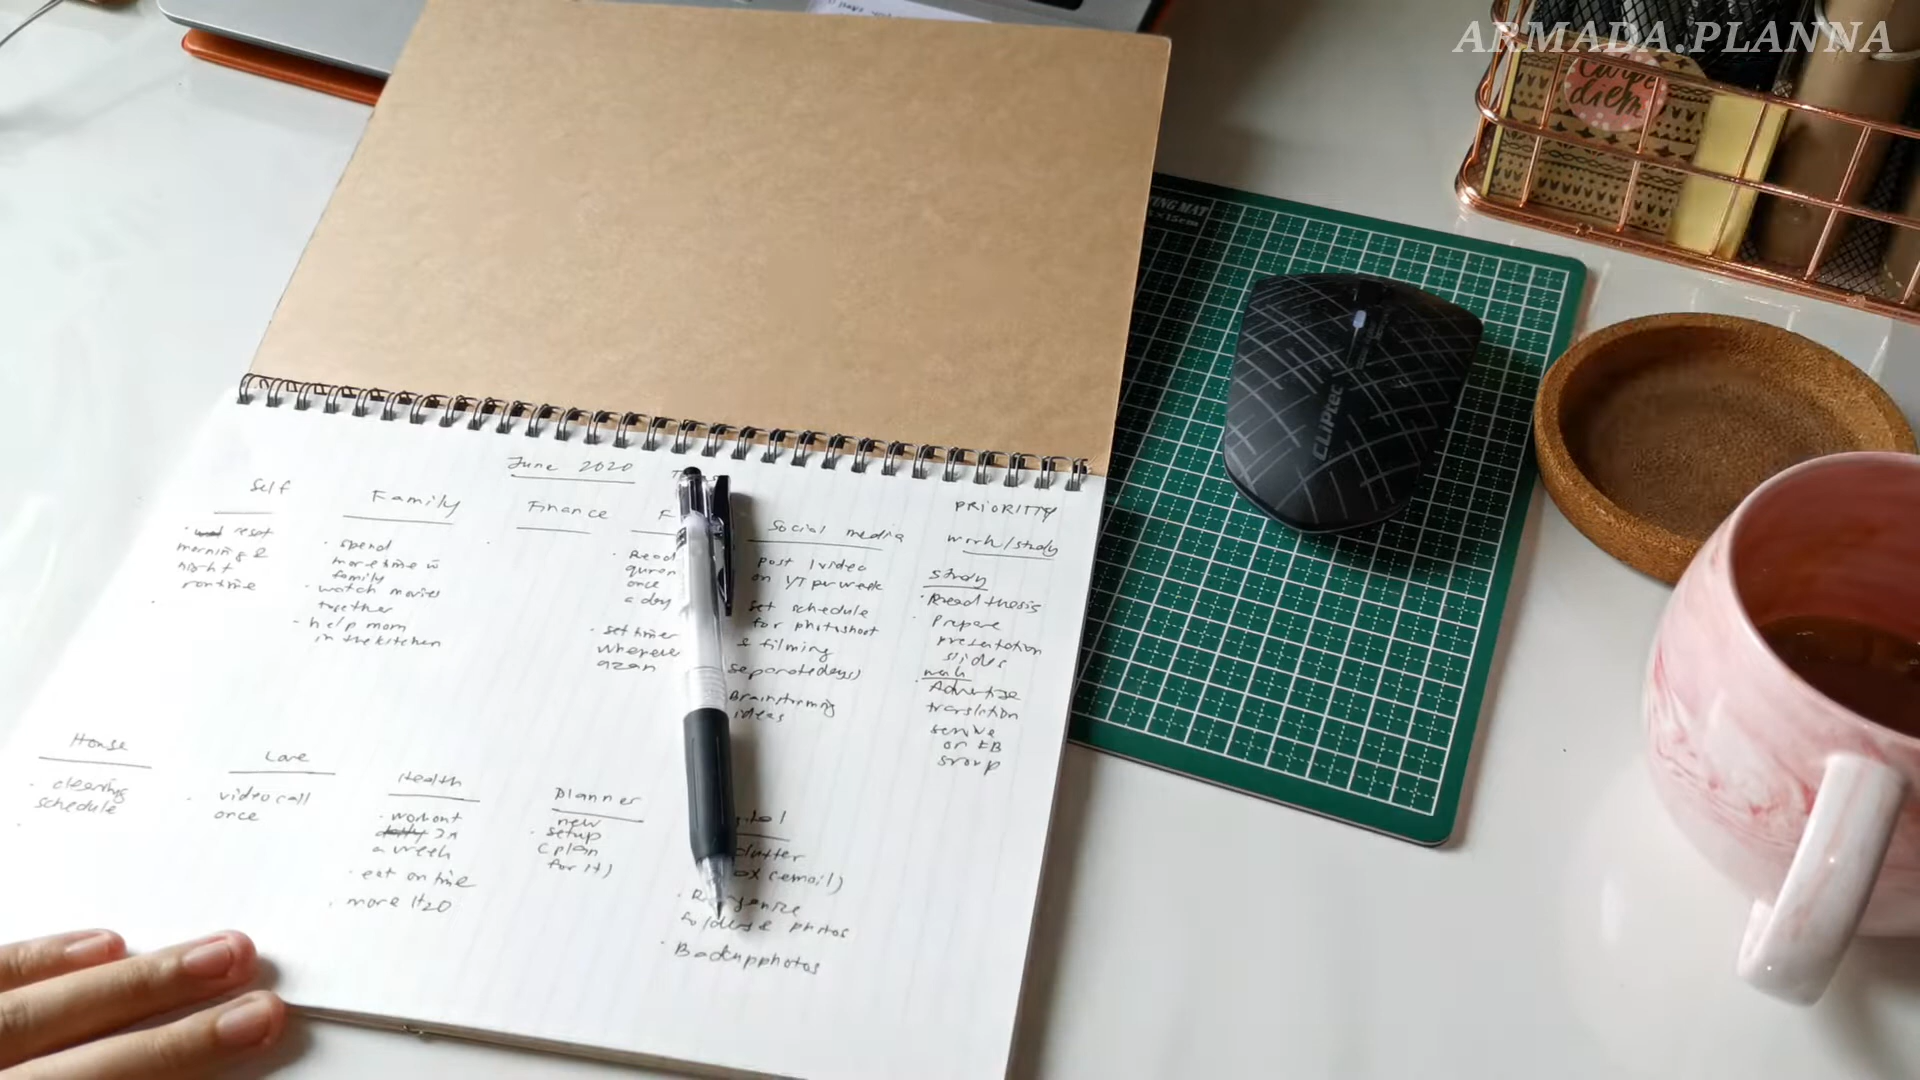 ARMADA.PLANNA
Carpe
diem
TING MAT
CLIPTEC
June 2020
Self
reset
morning &
night
routine
Family
• spend
more time w
family
• watch movies
together
- help mom
in the kitchen
Finance
F
• Read
quran
once
a day
• set timer
azan
Social media
post 1 video
on YT per week
set schedule
for photoshoot
& filming
(separate days)
Brainstorming
ideas
PRIORITY
work/study
study
• Read thesis
• Prepare
presentation
slides
work
• Advertise
translation
service
on FB
group
House
• cleaning
schedule
Love
• video call
once
Health
• workout
daily 3x
a week
• eat on time
• more H2O
Planner
new
• setup
(plan
for it)
ital
clutter
ox (email)
• Reorganize
folders & photos
• Backup photos